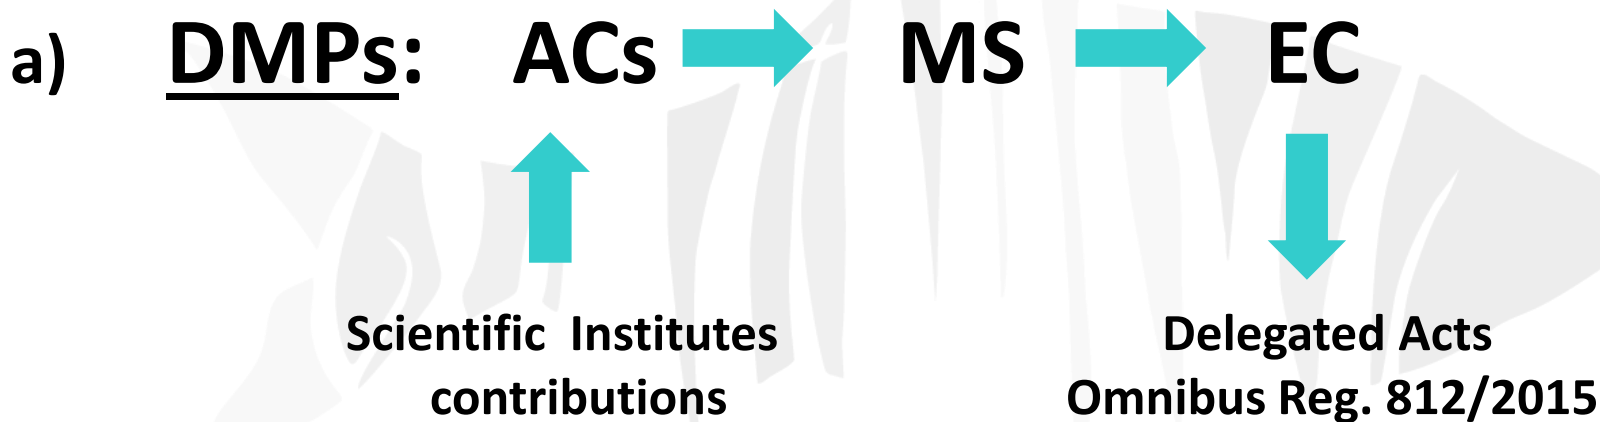 a) DMPs: ACs MS EC
Scientific Institutes
contributions
Delegated Acts
Omnibus Reg. 812/2015